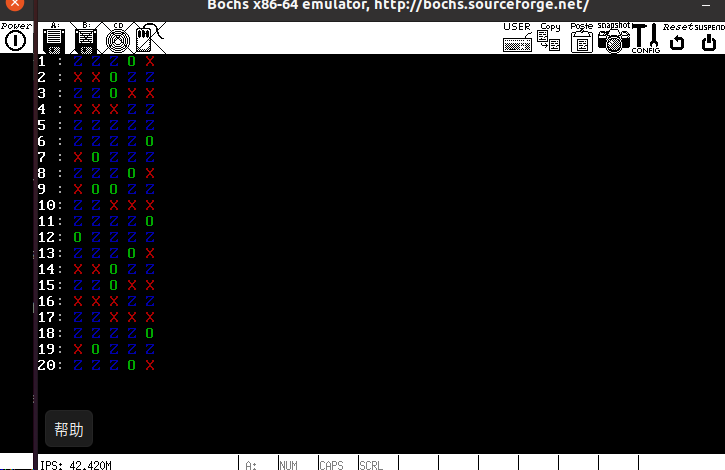 Bochs x86-64 emulator, http://bochs.sourceforge.net/
Power A: B: CD USER Copy Paste snapshot CONFIG Reset SUSPEND
1 : Z Z Z O X
2 : X X O Z Z
3 : Z Z O X X
4 : X X X Z Z
5 : Z Z Z Z Z
6 : Z Z Z Z O
7 : X O Z Z Z
8 : Z Z Z O X
9 : X O O Z Z
10: Z Z X X X
11: Z Z Z Z O
12: O Z Z Z Z
13: Z Z Z O X
14: X X O Z Z
15: Z Z O X X
16: X X X Z Z
17: Z Z X X X
18: Z Z Z Z O
19: X O Z Z Z
20: Z Z Z O X
帮助
IPS: 42.420M A: NUM CAPS SCRL